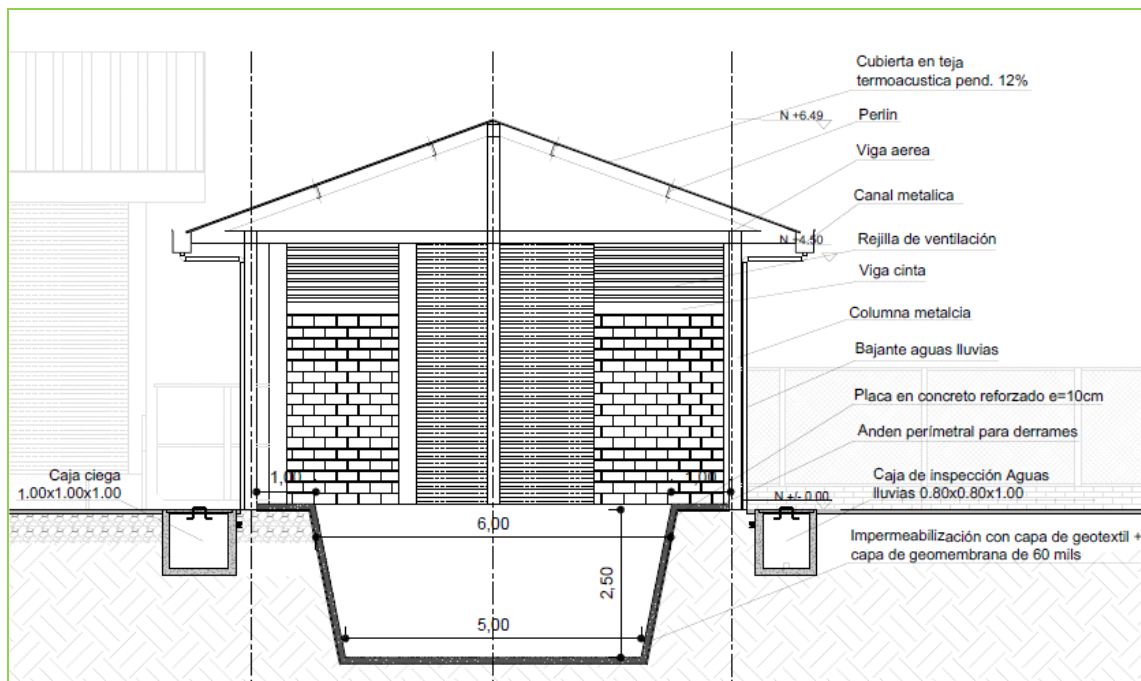 Cubierta en teja
termoacustica pend. 12%
N +6.49
Perlin
Viga aerea
Canal metalica
N +4.50
Rejilla de ventilación
Viga cinta
Columna metalcia
Bajante aguas lluvias
Placa en concreto reforzado e=10cm
Anden perímetral para derrames
Caja ciega
1.00x1.00x1.00
1,00
1,00
Caja de inspección Aguas
lluvias 0.80x0.80x1.00
N +/- 0.00
6,00
Impermeabilización con capa de geotextil +
capa de geomembrana de 60 mils
2,50
5,00